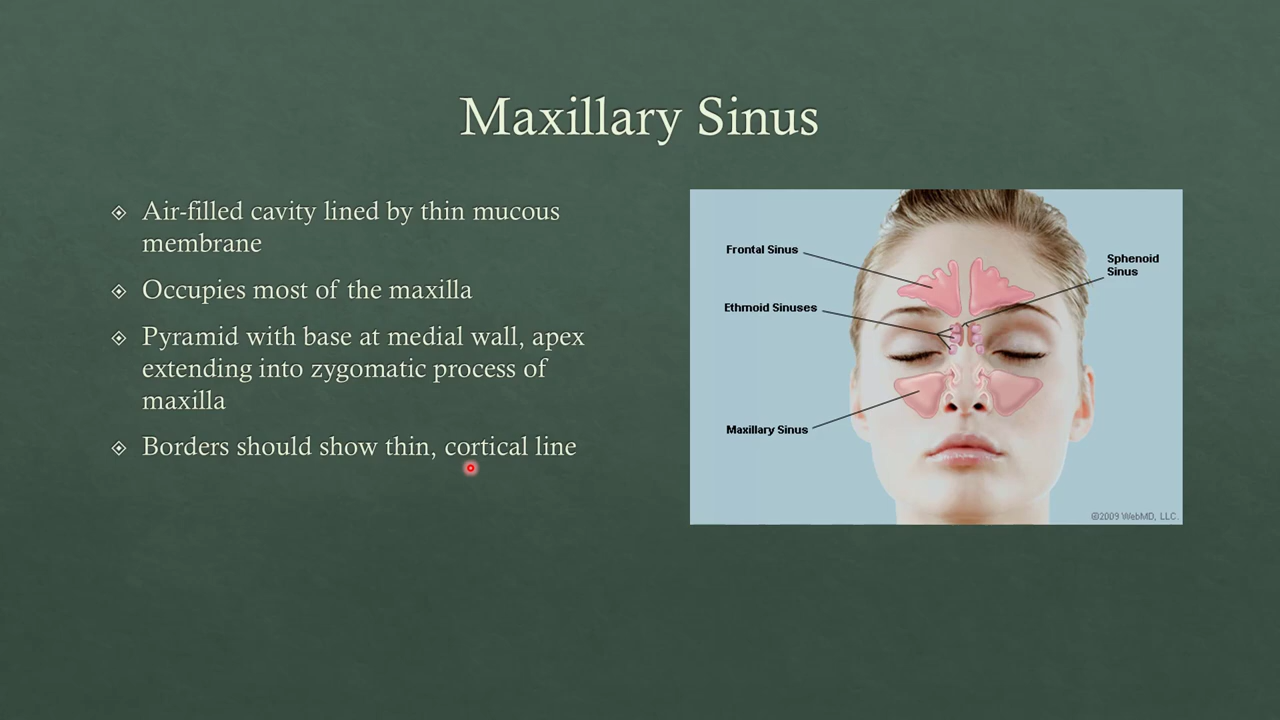 Maxillary Sinus
Air-filled cavity lined by thin mucous
membrane
Occupies most of the maxilla
Pyramid with base at medial wall, apex
extending into zygomatic process of
maxilla
Borders should show thin, cortical line
Frontal Sinus
Sphenoid
Sinus
Ethmoid Sinuses
Maxillary Sinus
©2009 WebMD, LLC.